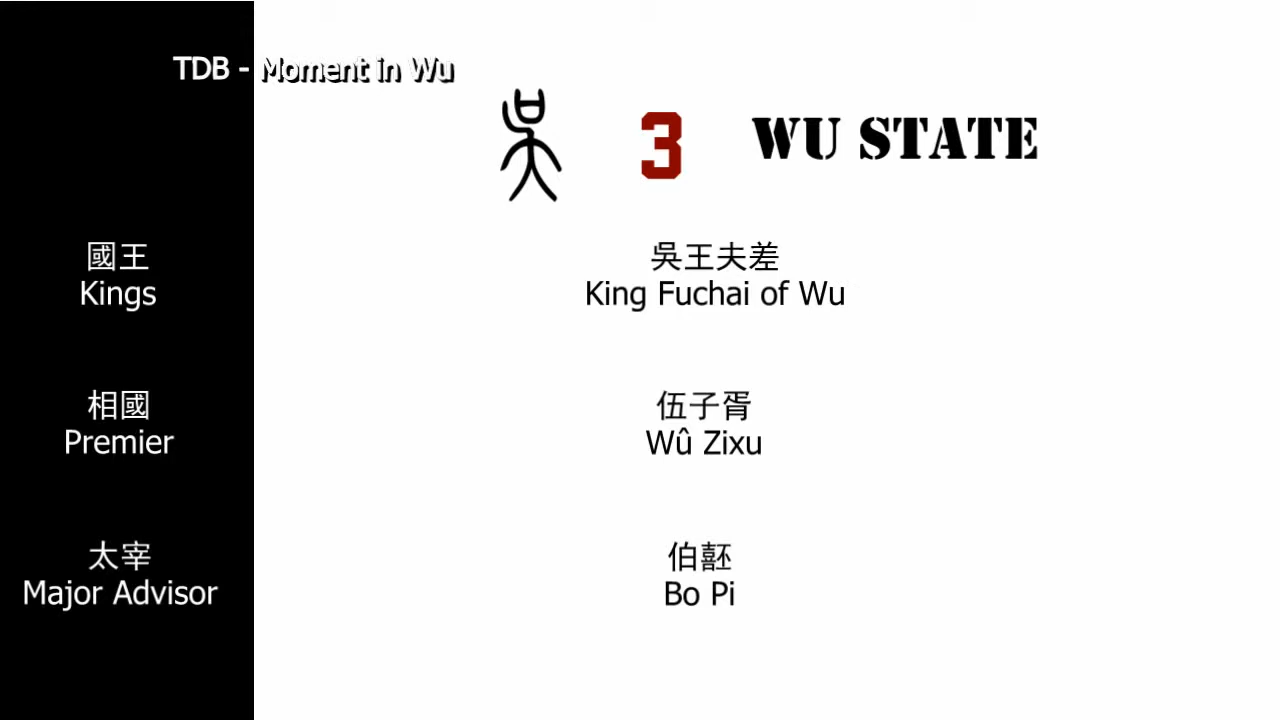 TDB - Moment in Wu
吳 3 WU STATE
國王
Kings
吳王夫差
King Fuchai of Wu
相國
Premier
伍子胥
Wû Zixu
太宰
Major Advisor
伯嚭
Bo Pi